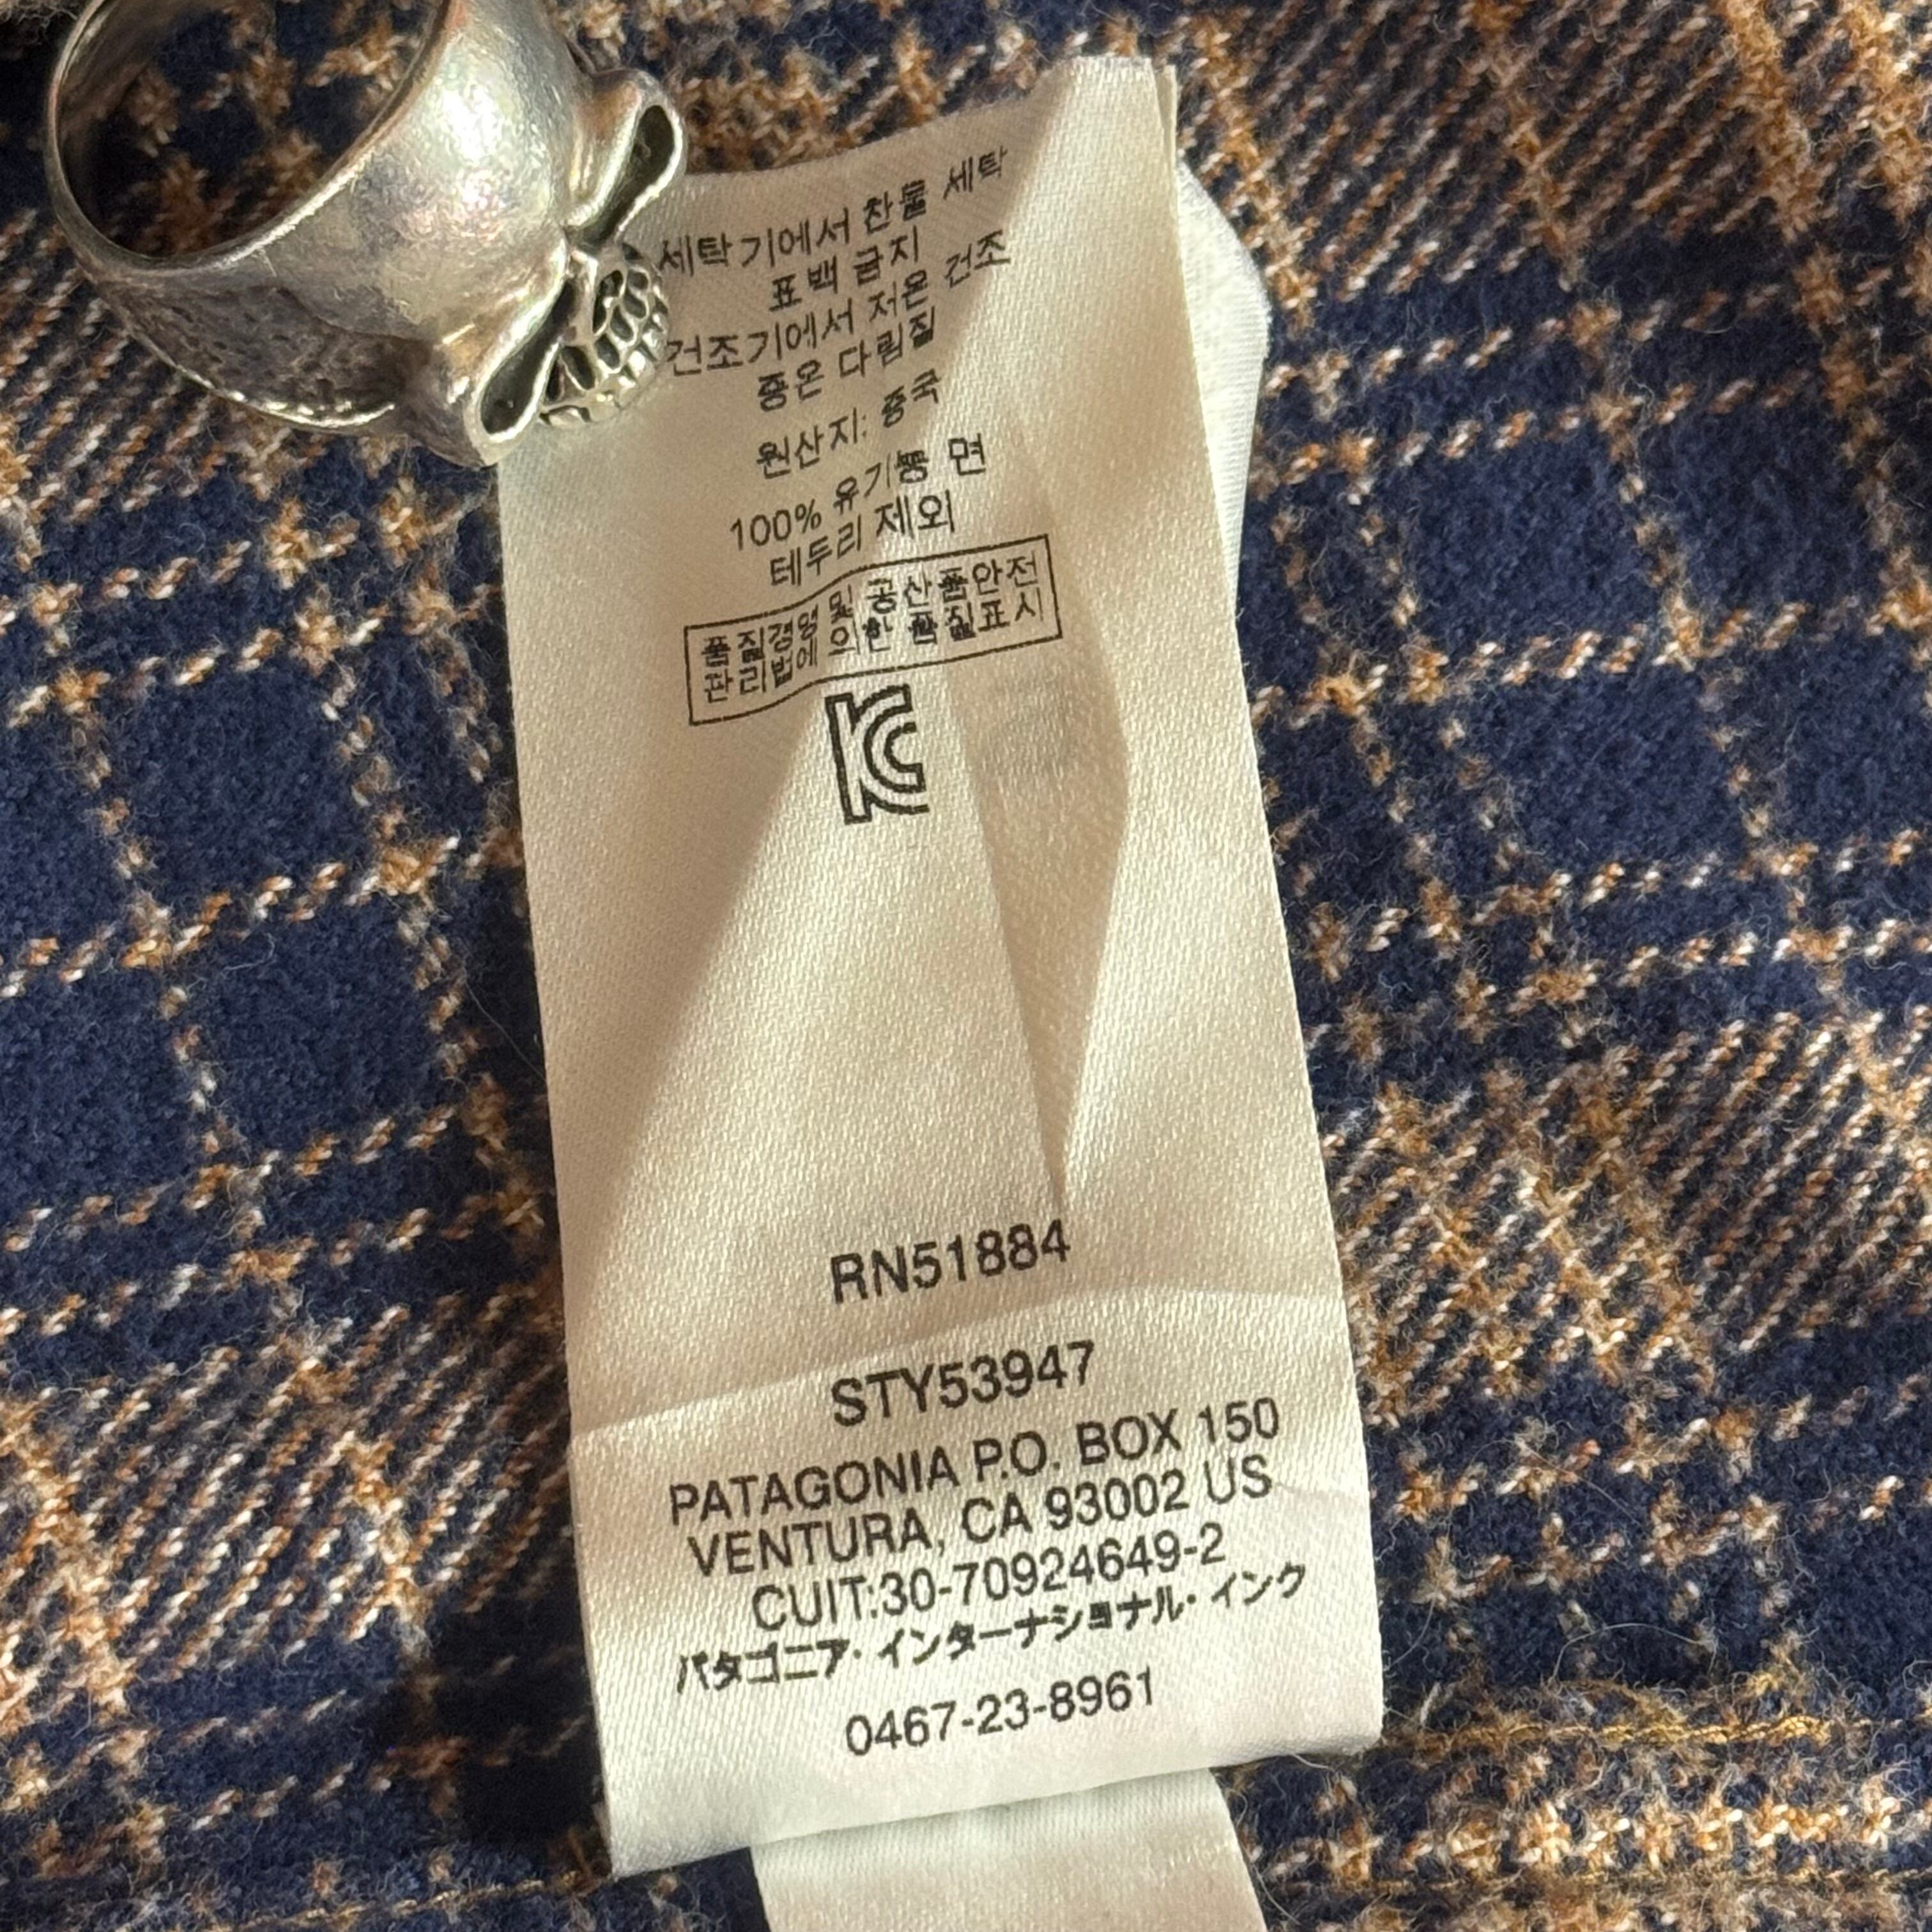 세탁기에서 찬물 세탁
표백 금지
건조기에서 저온 건조
중온 다림질
원산지: 중국
100% 유기농 면
테두리 제외
품질경영 및 공산품안전
관리법에 의한 품질표시
KC
RN51884
STY53947
PATAGONIA P.O. BOX 150
VENTURA, CA 93002 US
CUIT:30-70924649-2
パタゴニア・インターナショナル・インク
0467-23-8961